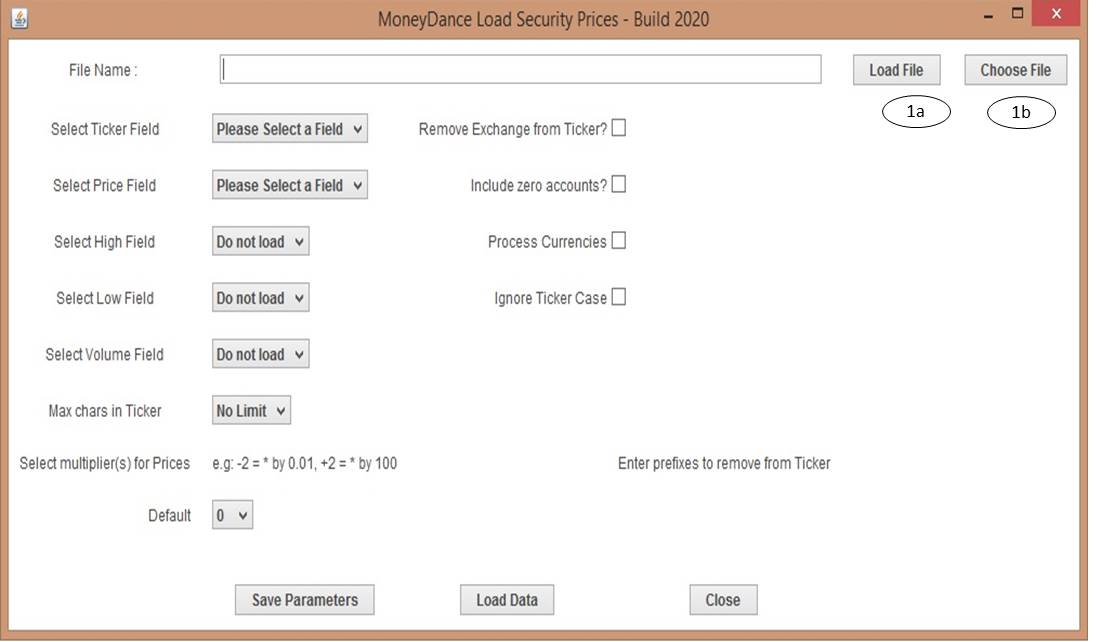 MoneyDance Load Security Prices - Build 2020
File Name : Load File Choose File
1a 1b
Select Ticker Field Please Select a Field Remove Exchange from Ticker?
Select Price Field Please Select a Field Include zero accounts?
Select High Field Do not load Process Currencies
Select Low Field Do not load Ignore Ticker Case
Select Volume Field Do not load
Max chars in Ticker No Limit
Select multiplier(s) for Prices e.g: -2 = * by 0.01, +2 = * by 100 Enter prefixes to remove from Ticker
Default 0
Save Parameters Load Data Close